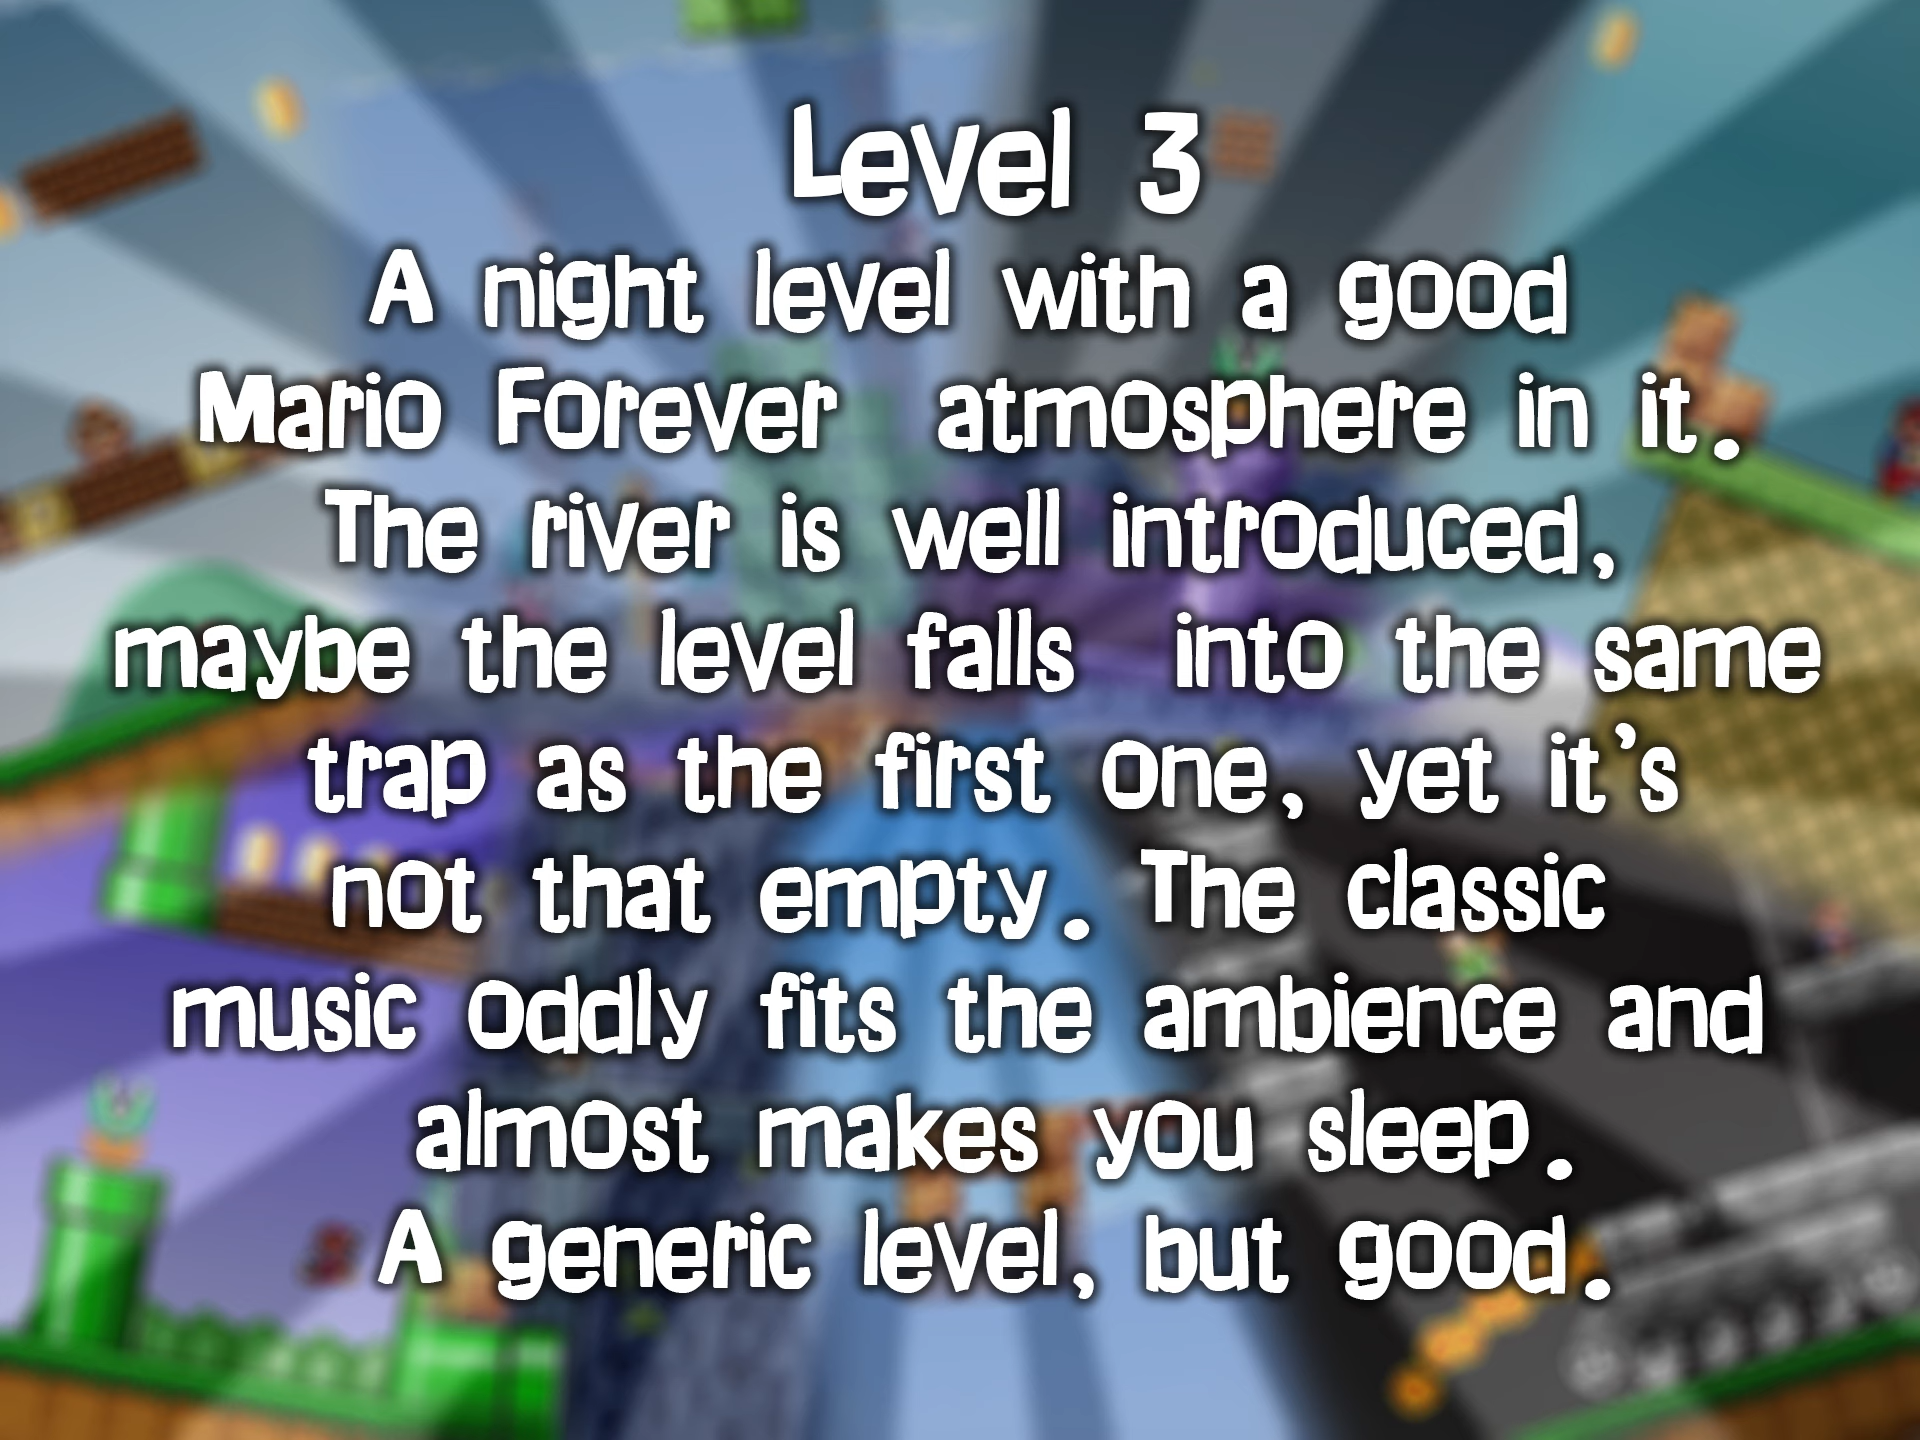 Level 3
A night level with a good
Mario Forever atmosphere in it.
The river is well introduced,
maybe the level falls into the same
trap as the first one, yet it's
not that empty. The classic
music oddly fits the ambience and
almost makes you sleep.
A generic level, but good.